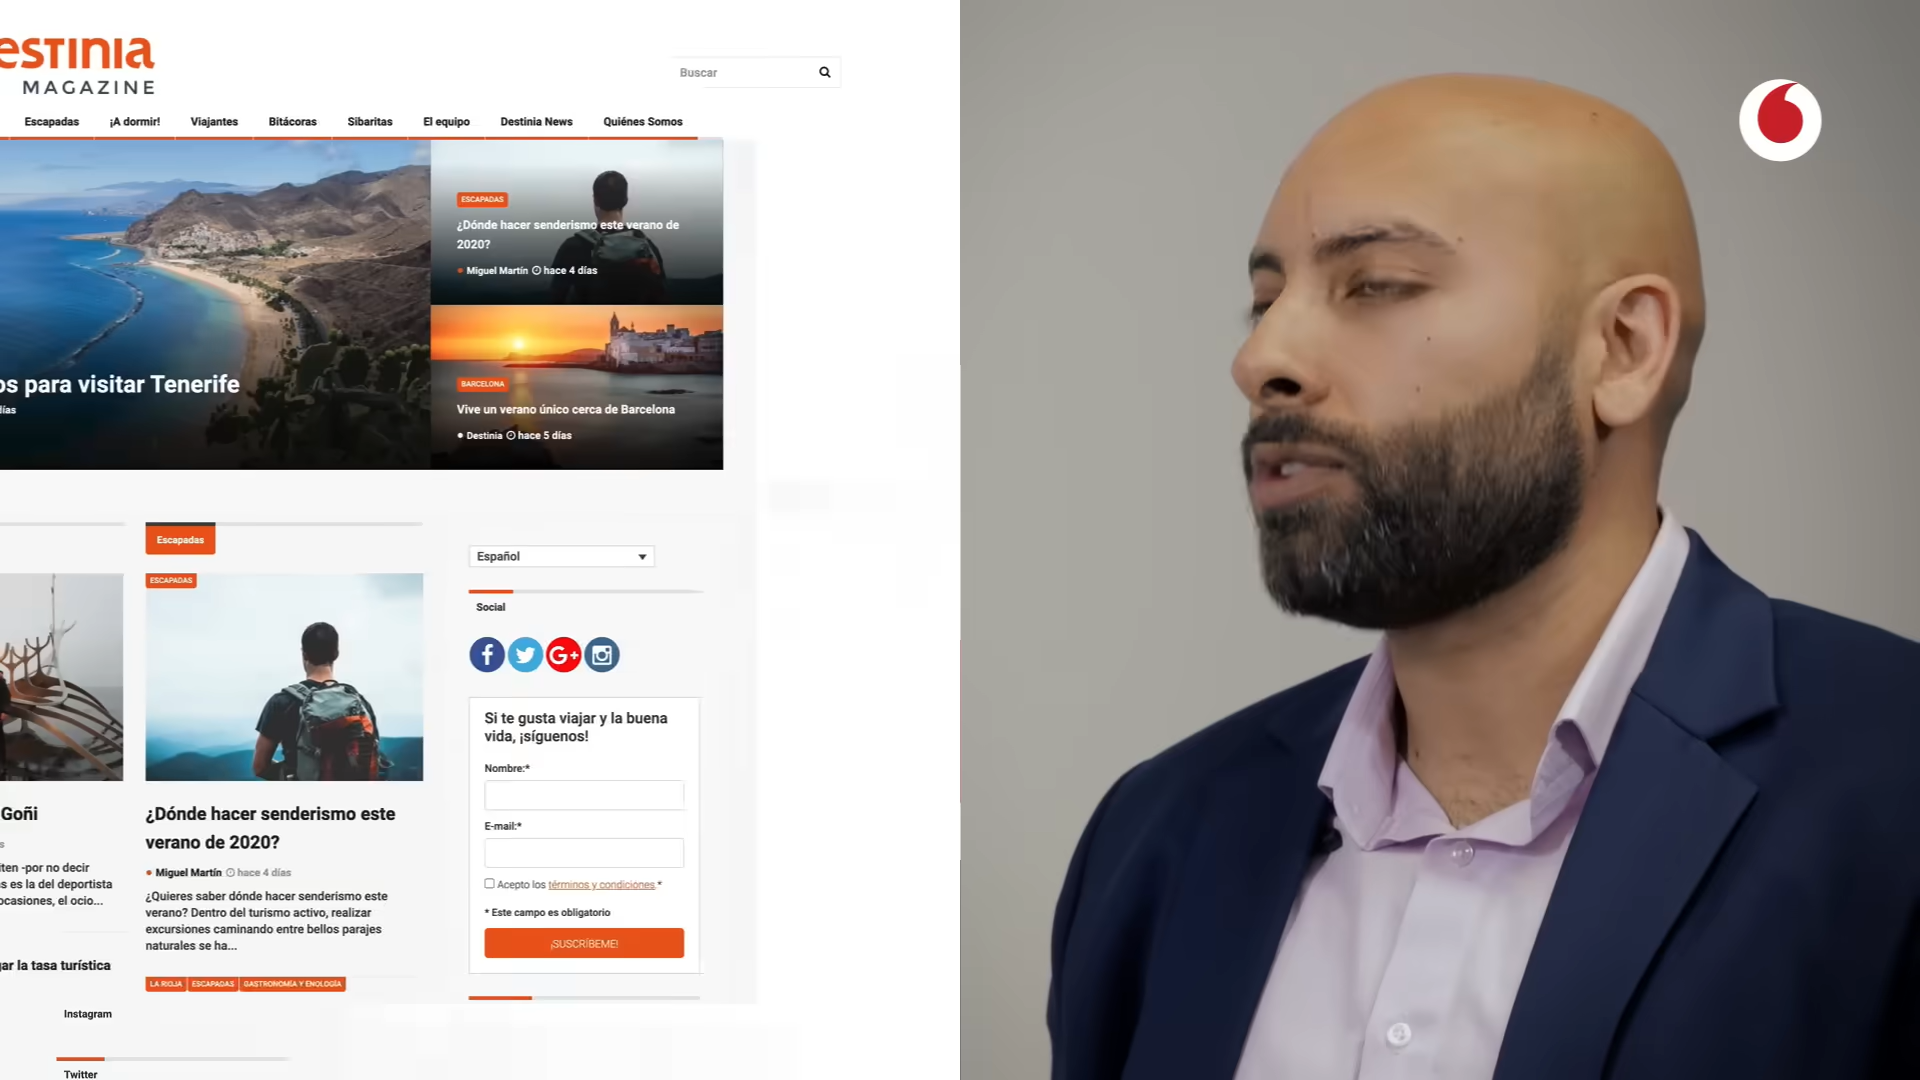 estinia
MAGAZINE
Buscar
Escapadas ¡A dormir! Viajantes Bitácoras Sibaritas El equipo Destinia News Quiénes Somos
os para visitar Tenerife
días
ESCAPADAS
¿Dónde hacer senderismo este verano de
2020?
Miguel Martín hace 4 días
BARCELONA
Vive un verano único cerca de Barcelona
Destinia hace 5 días
Goñi
s
iten -por no decir
s es la del deportista
ocasiones, el ocio...
gar la tasa turística
Instagram
Twitter
Escapadas
ESCAPADAS
¿Dónde hacer senderismo este
verano de 2020?
Miguel Martín hace 4 días
¿Quieres saber dónde hacer senderismo este
verano? Dentro del turismo activo, realizar
excursiones caminando entre bellos parajes
naturales se ha...
LA RIOJA ESCAPADAS GASTRONOMÍA Y ENOLOGÍA
Español
Social
f G+
Si te gusta viajar y la buena
vida, ¡síguenos!
Nombre:*
E-mail:*
Acepto los términos y condiciones.*
* Este campo es obligatorio
¡SUSCRÍBEME!